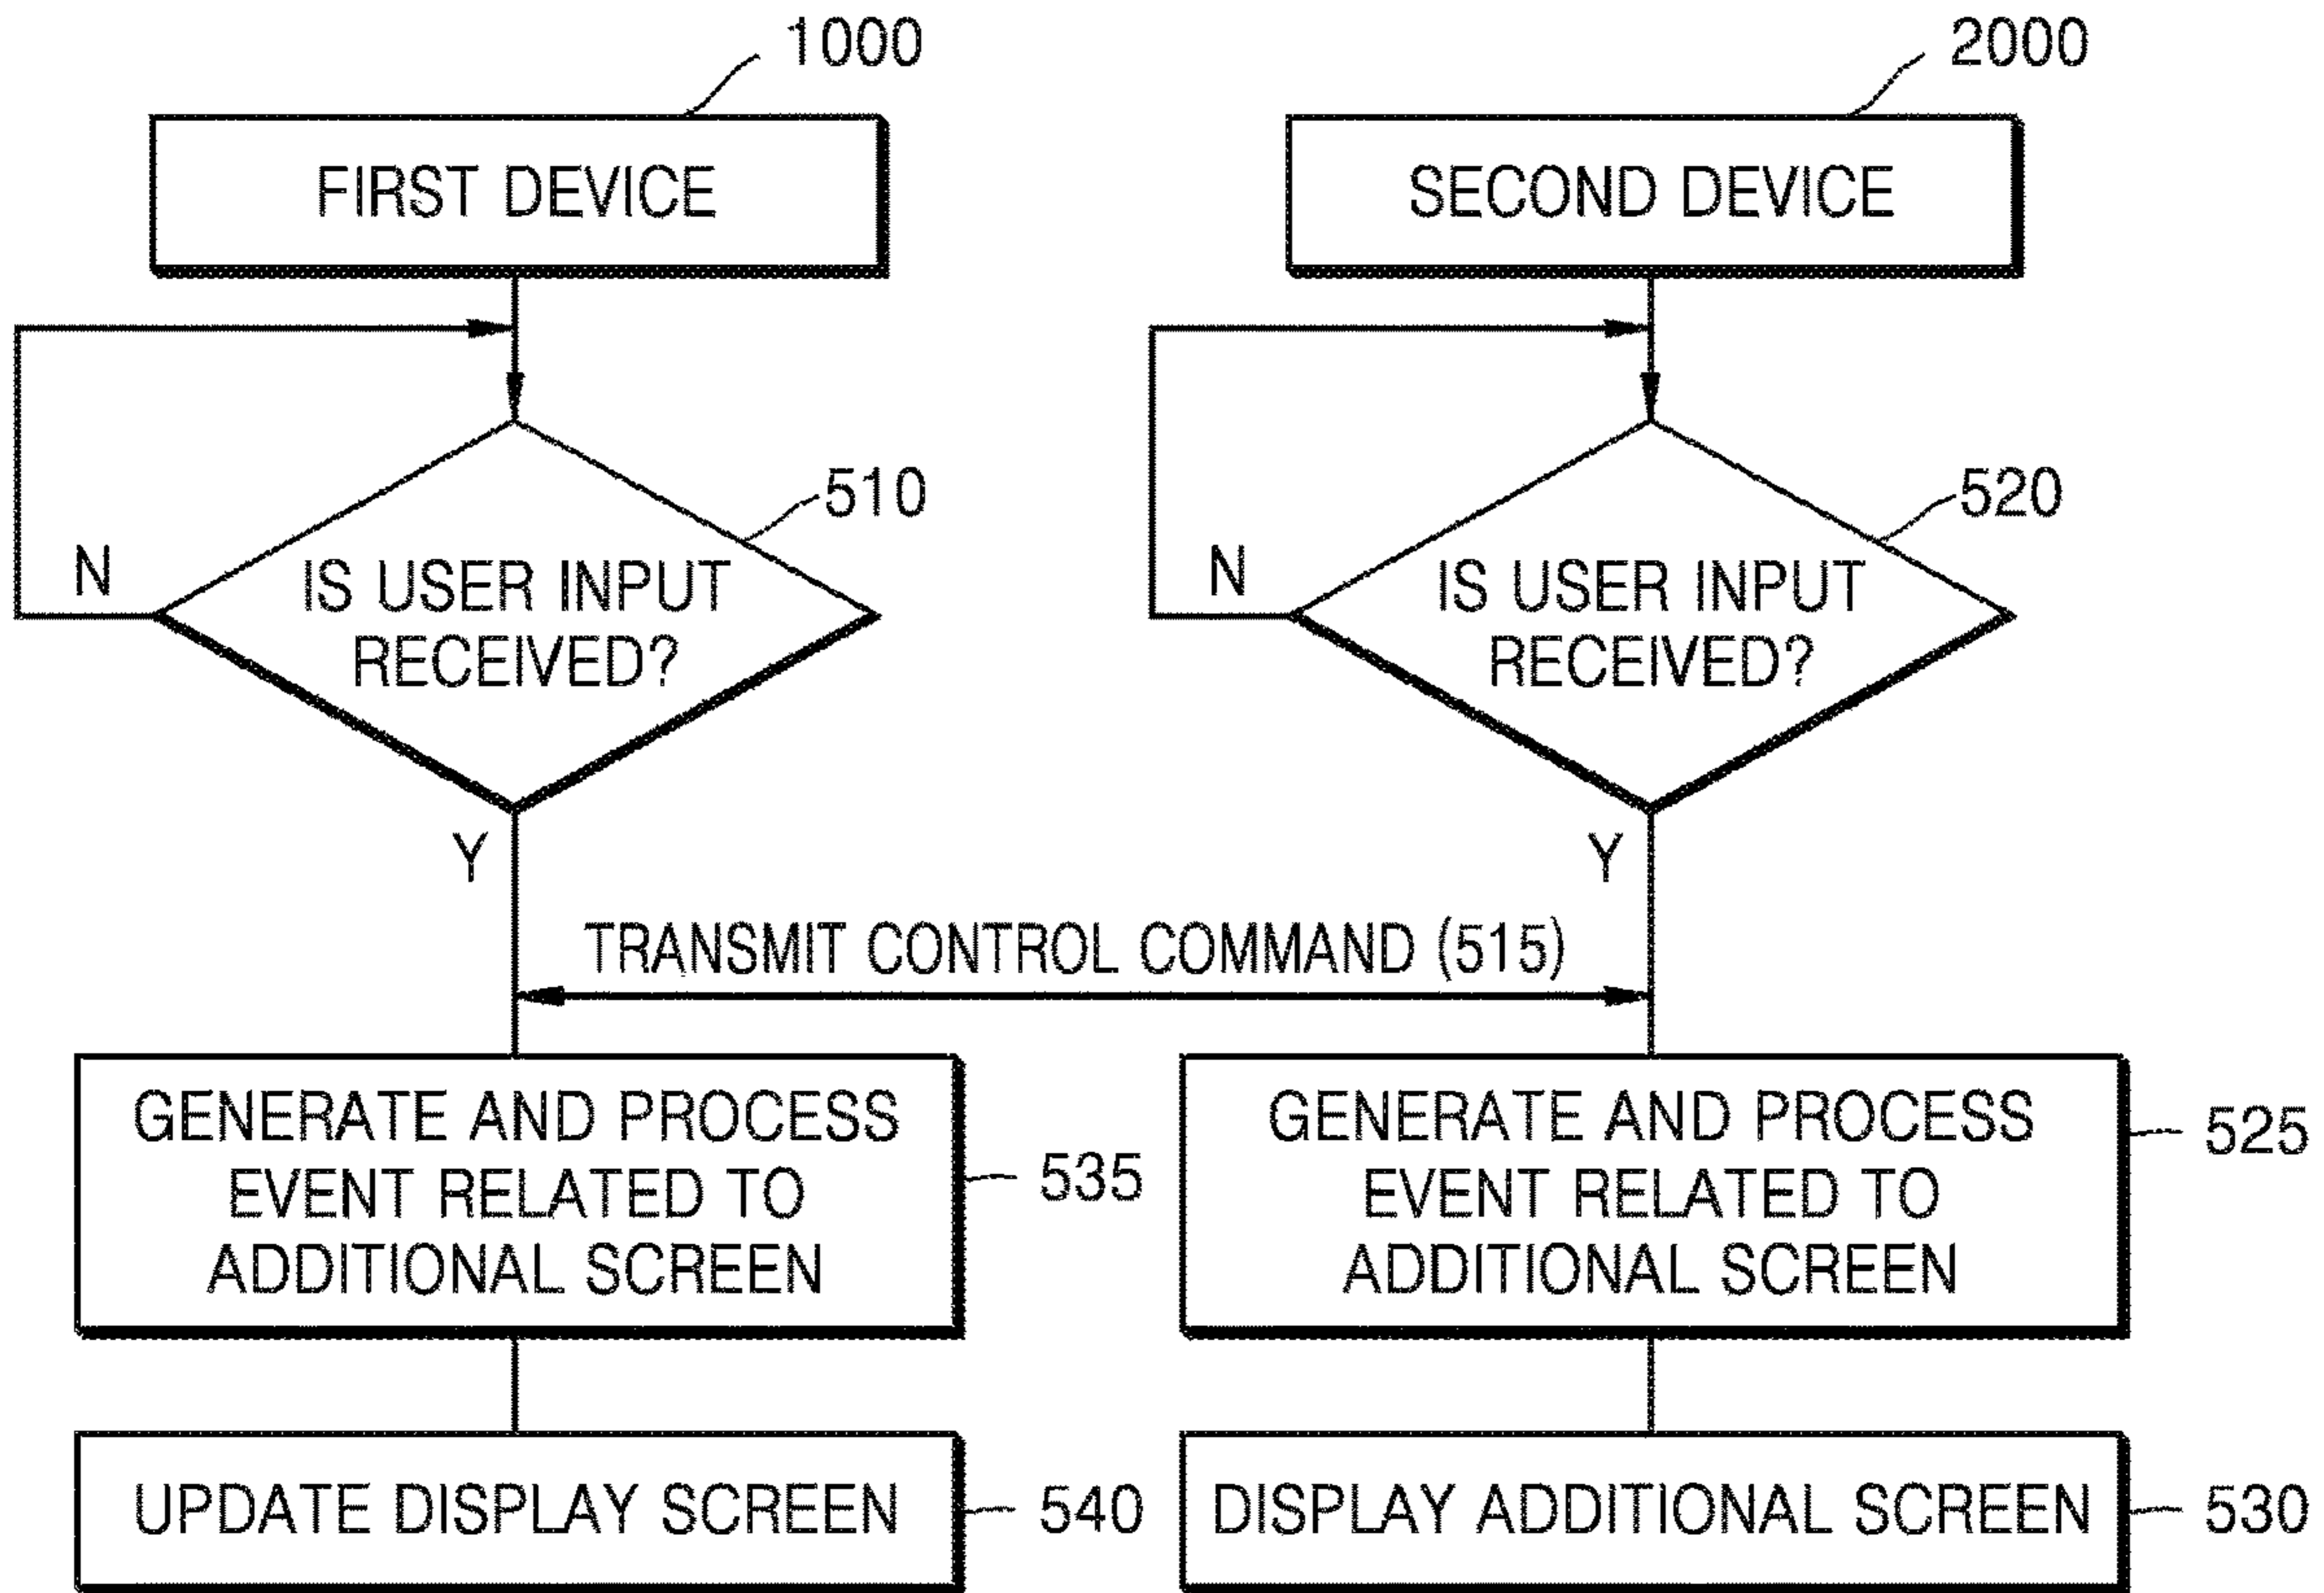 1000
FIRST DEVICE
2000
SECOND DEVICE
510
N
IS USER INPUT
RECEIVED?
Y
520
N
IS USER INPUT
RECEIVED?
Y
TRANSMIT CONTROL COMMAND (515)
GENERATE AND PROCESS
EVENT RELATED TO
ADDITIONAL SCREEN
535
GENERATE AND PROCESS
EVENT RELATED TO
ADDITIONAL SCREEN
525
UPDATE DISPLAY SCREEN
540
DISPLAY ADDITIONAL SCREEN
530